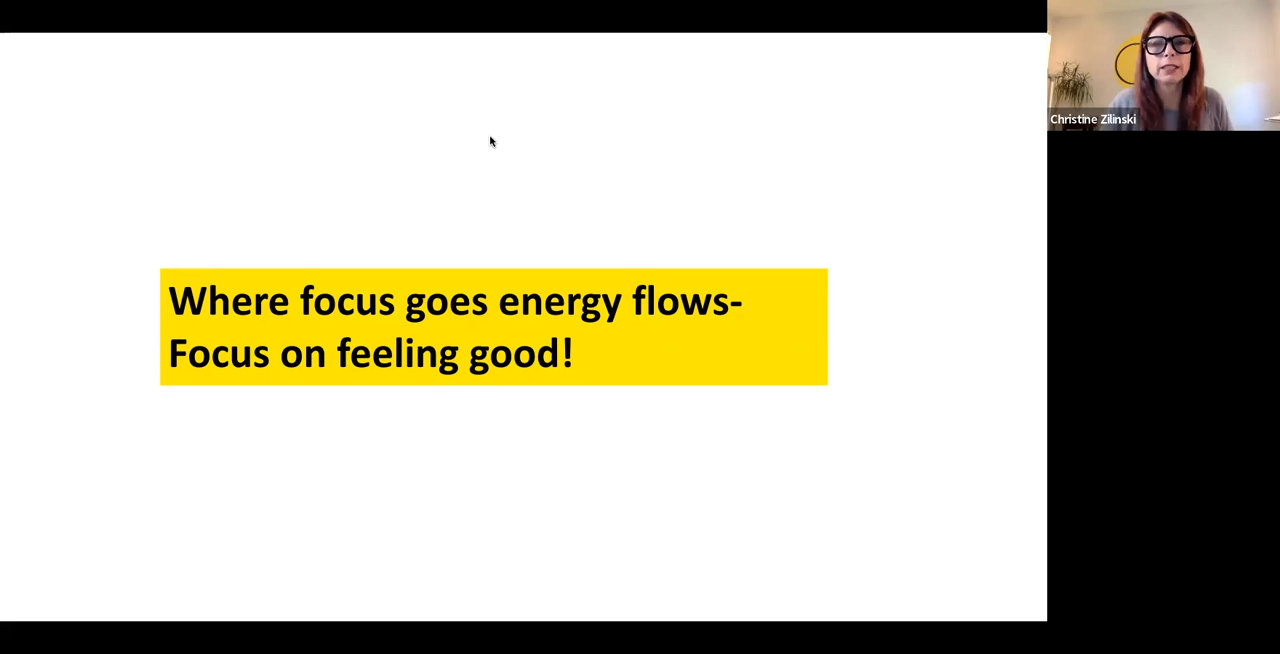 Where focus goes energy flows-
Focus on feeling good!
Christine Zilinski